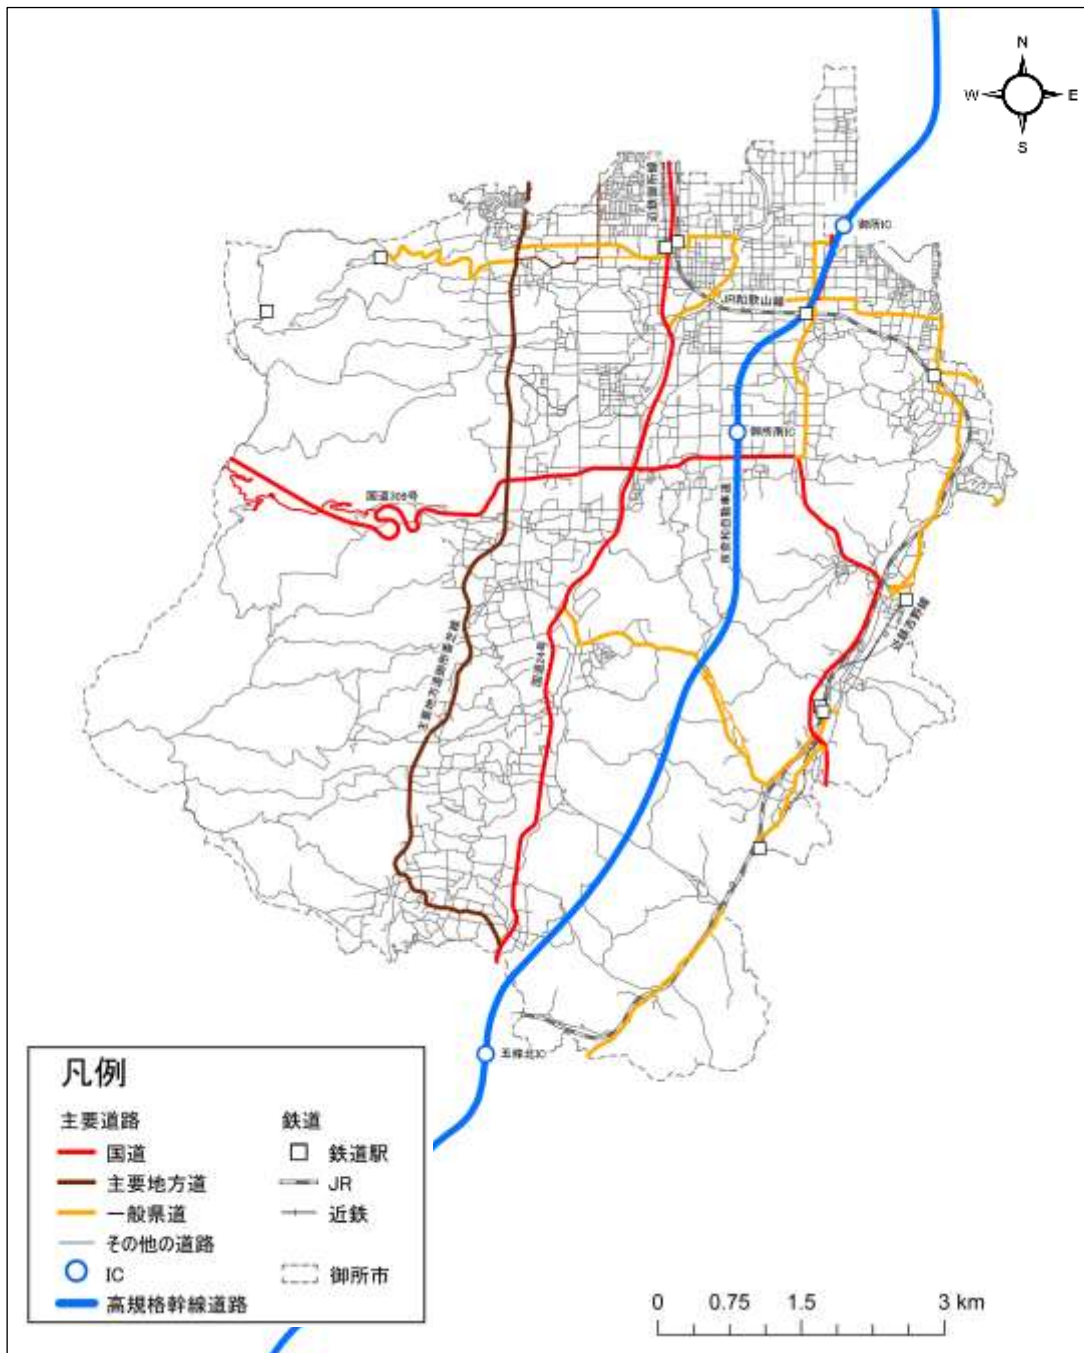 N
W E
S
近鉄御所線
御所IC
JR和歌山線
御所南IC
国道309号
京奈和自動車道
近鉄吉野線
主要地方道御所香芝線
国道24号
五條北IC
凡例
主要道路 鉄道
国道 鉄道駅
主要地方道 JR
一般県道 近鉄
その他の道路
IC 御所市
高規格幹線道路
0 0.75 1.5 3 km